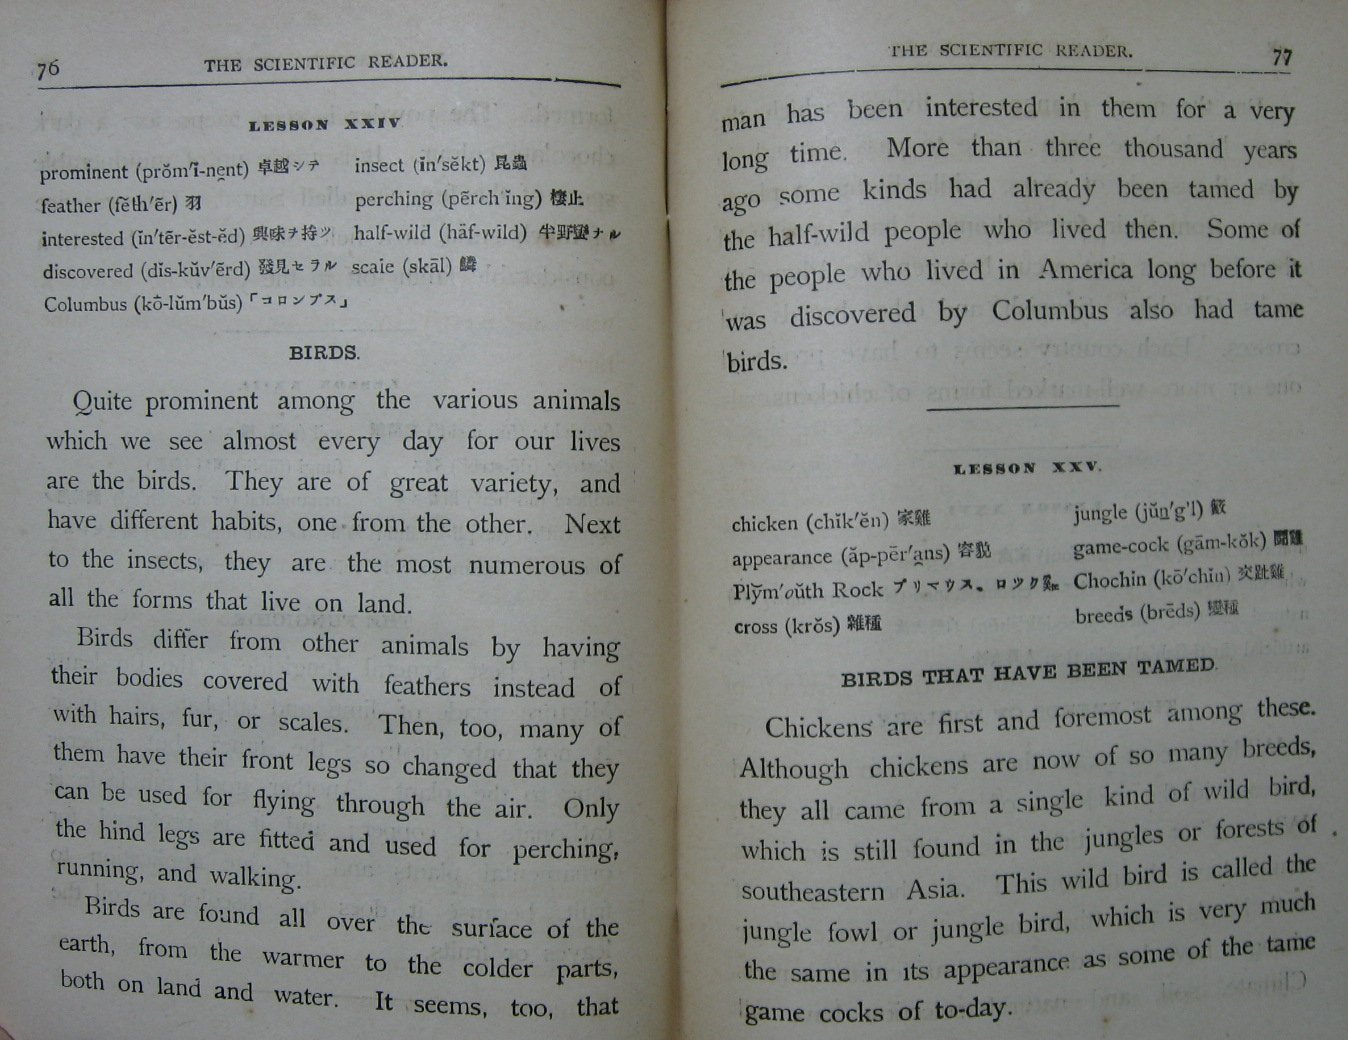 76
THE SCIENTIFIC READER.
LESSON XXIV
prominent (prŏm'ĭ-nent) 卓越シテ
insect (ĭn'sĕkt) 昆蟲
feather (fĕth'ẽr) 羽
perching (pẽrch'ing) 棲止
interested (ĭn'tẽr-ĕst-ĕd) 興味ヲ持ツ
half-wild (häf-wild) 半野蠻ナル
discovered (dĭs-kŭv'ẽrd) 發見セラル
scale (skāl) 鱗
Columbus (kō-lŭm'bŭs)「コロンブス」
BIRDS.
Quite prominent among the various animals
which we see almost every day for our lives
are the birds. They are of great variety, and
have different habits, one from the other. Next
to the insects, they are the most numerous of
all the forms that live on land.
Birds differ from other animals by having
their bodies covered with feathers instead of
with hairs, fur, or scales. Then, too, many of
them have their front legs so changed that they
can be used for flying through the air. Only
the hind legs are fitted and used for perching,
running, and walking.
Birds are found all over the surface of the
earth, from the warmer to the colder parts,
both on land and water. It seems, too, that
THE SCIENTIFIC READER.
77
man has been interested in them for a very
long time. More than three thousand years
ago some kinds had already been tamed by
the half-wild people who lived then. Some of
the people who lived in America long before it
was discovered by Columbus also had tame
birds.
LESSON XXV.
chicken (chĭk'ĕn) 家雞
jungle (jŭn'g'l)
appearance (ăp-pēr'ans) 容貌
game-cock (gām-kŏk) 鬪雞
Plym'outh Rock プリマウス。ロック
Chochin (kō'chin) 交趾雞
cross (krŏs) 雜種
breeds (brēds) 變種
BIRDS THAT HAVE BEEN TAMED
Chickens are first and foremost among these.
Although chickens are now of so many breeds,
they all came from a single kind of wild bird,
which is still found in the jungles or forests of
southeastern Asia. This wild bird is called the
jungle fowl or jungle bird, which is very much
the same in its appearance as some of the tame
game cocks of to-day.